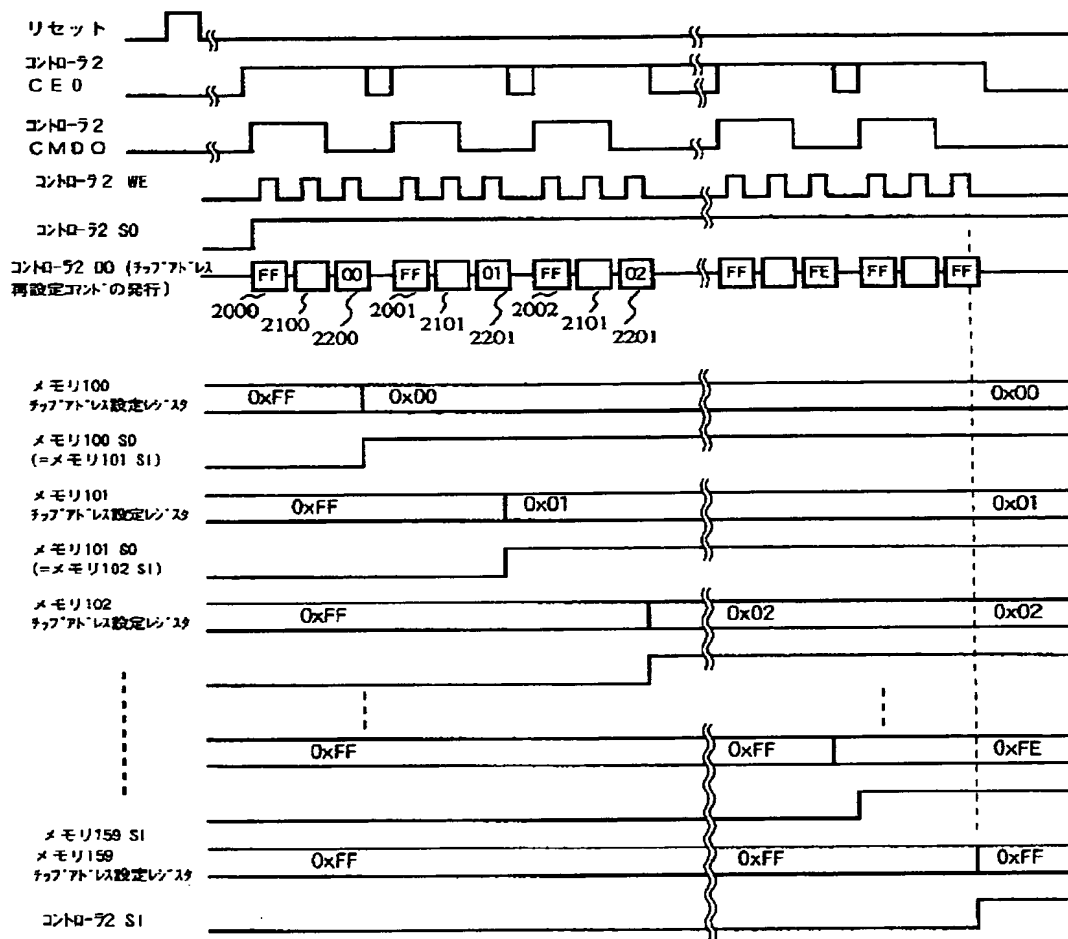 リセット
コントローラ2
CE0
コントローラ2
CMD0
コントローラ2 WE
コントローラ2 SO
コントローラ2 DO (チップアドレス
再設定コマンドの発行)
FF 00 FF 01 FF 02 FF FE FF FF
2000 2100 2200 2001 2101 2201 2002 2101 2201
メモリ100
チップアドレス設定レジスタ
0xFF 0x00 0x00
メモリ100 SO
(=メモリ101 SI)
メモリ101
チップアドレス設定レジスタ
0xFF 0x01 0x01
メモリ101 SO
(=メモリ102 SI)
メモリ102
チップアドレス設定レジスタ
0xFF 0x02 0x02
0xFF 0xFF 0xFE
メモリ159 SI
メモリ159
チップアドレス設定レジスタ
0xFF 0xFF 0xFF
コントローラ2 SI